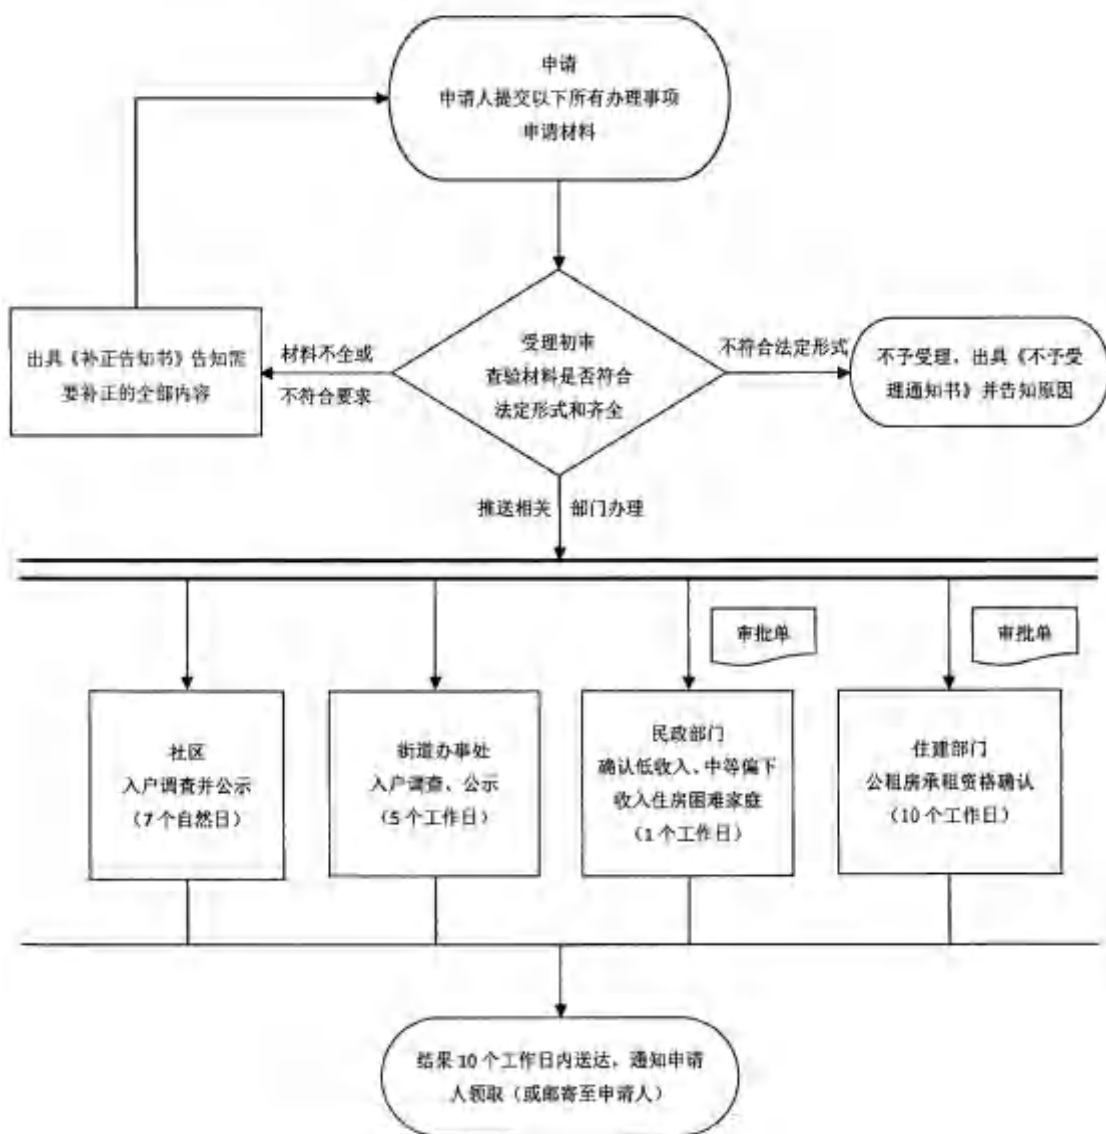 申请
申请人提交以下所有办理事项
申请材料
受理初审
查验材料是否符合
法定形式和齐全
材料不全或
不符合要求
出具《补正告知书》告知需
要补正的全部内容
不符合法定形式
不予受理，出具《不予受
理通知书》并告知原因
推送相关 部门办理
审批单
审批单
社区
入户调查并公示
（7个自然日）
街道办事处
入户调查、公示
（5个工作日）
民政部门
确认低收入、中等偏下
收入住房困难家庭
（1个工作日）
住建部门
公租房承租资格确认
（10个工作日）
结果10个工作日内送达，通知申请
人领取（或邮寄至申请人）